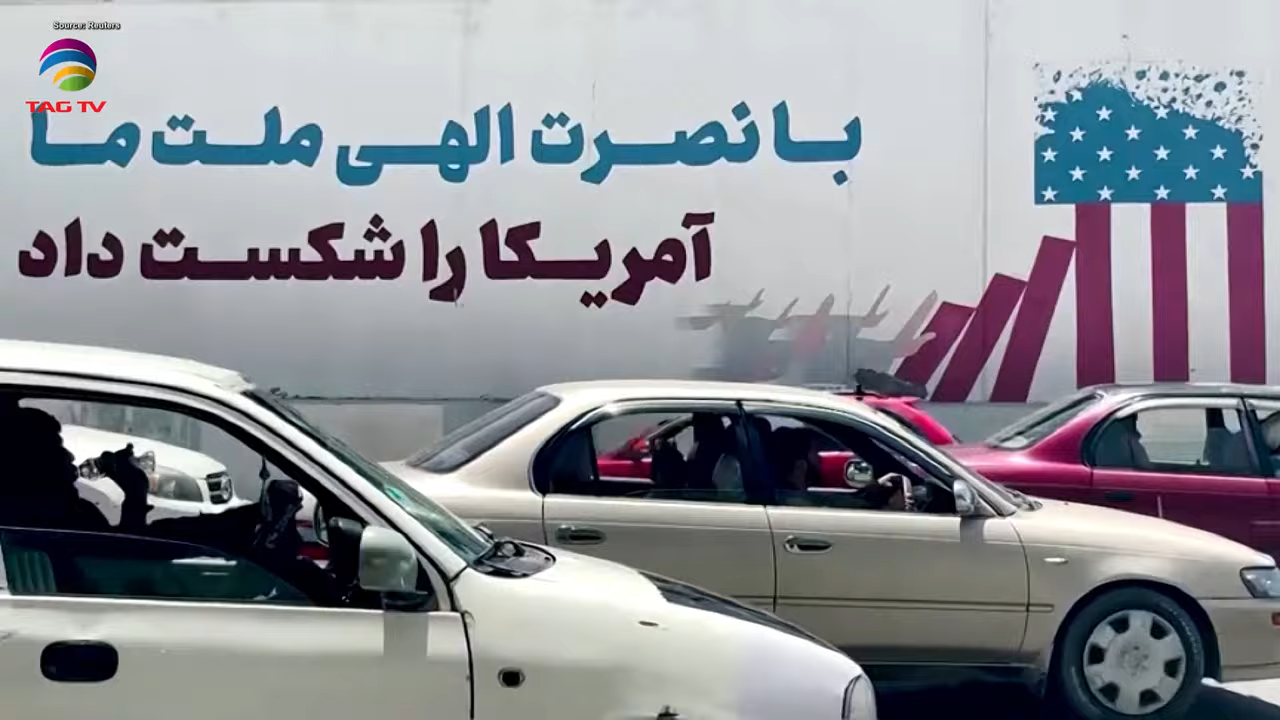 Source: Reuters
TAG TV
با نصرت الهی ملت ما
آمریکا را شکست داد